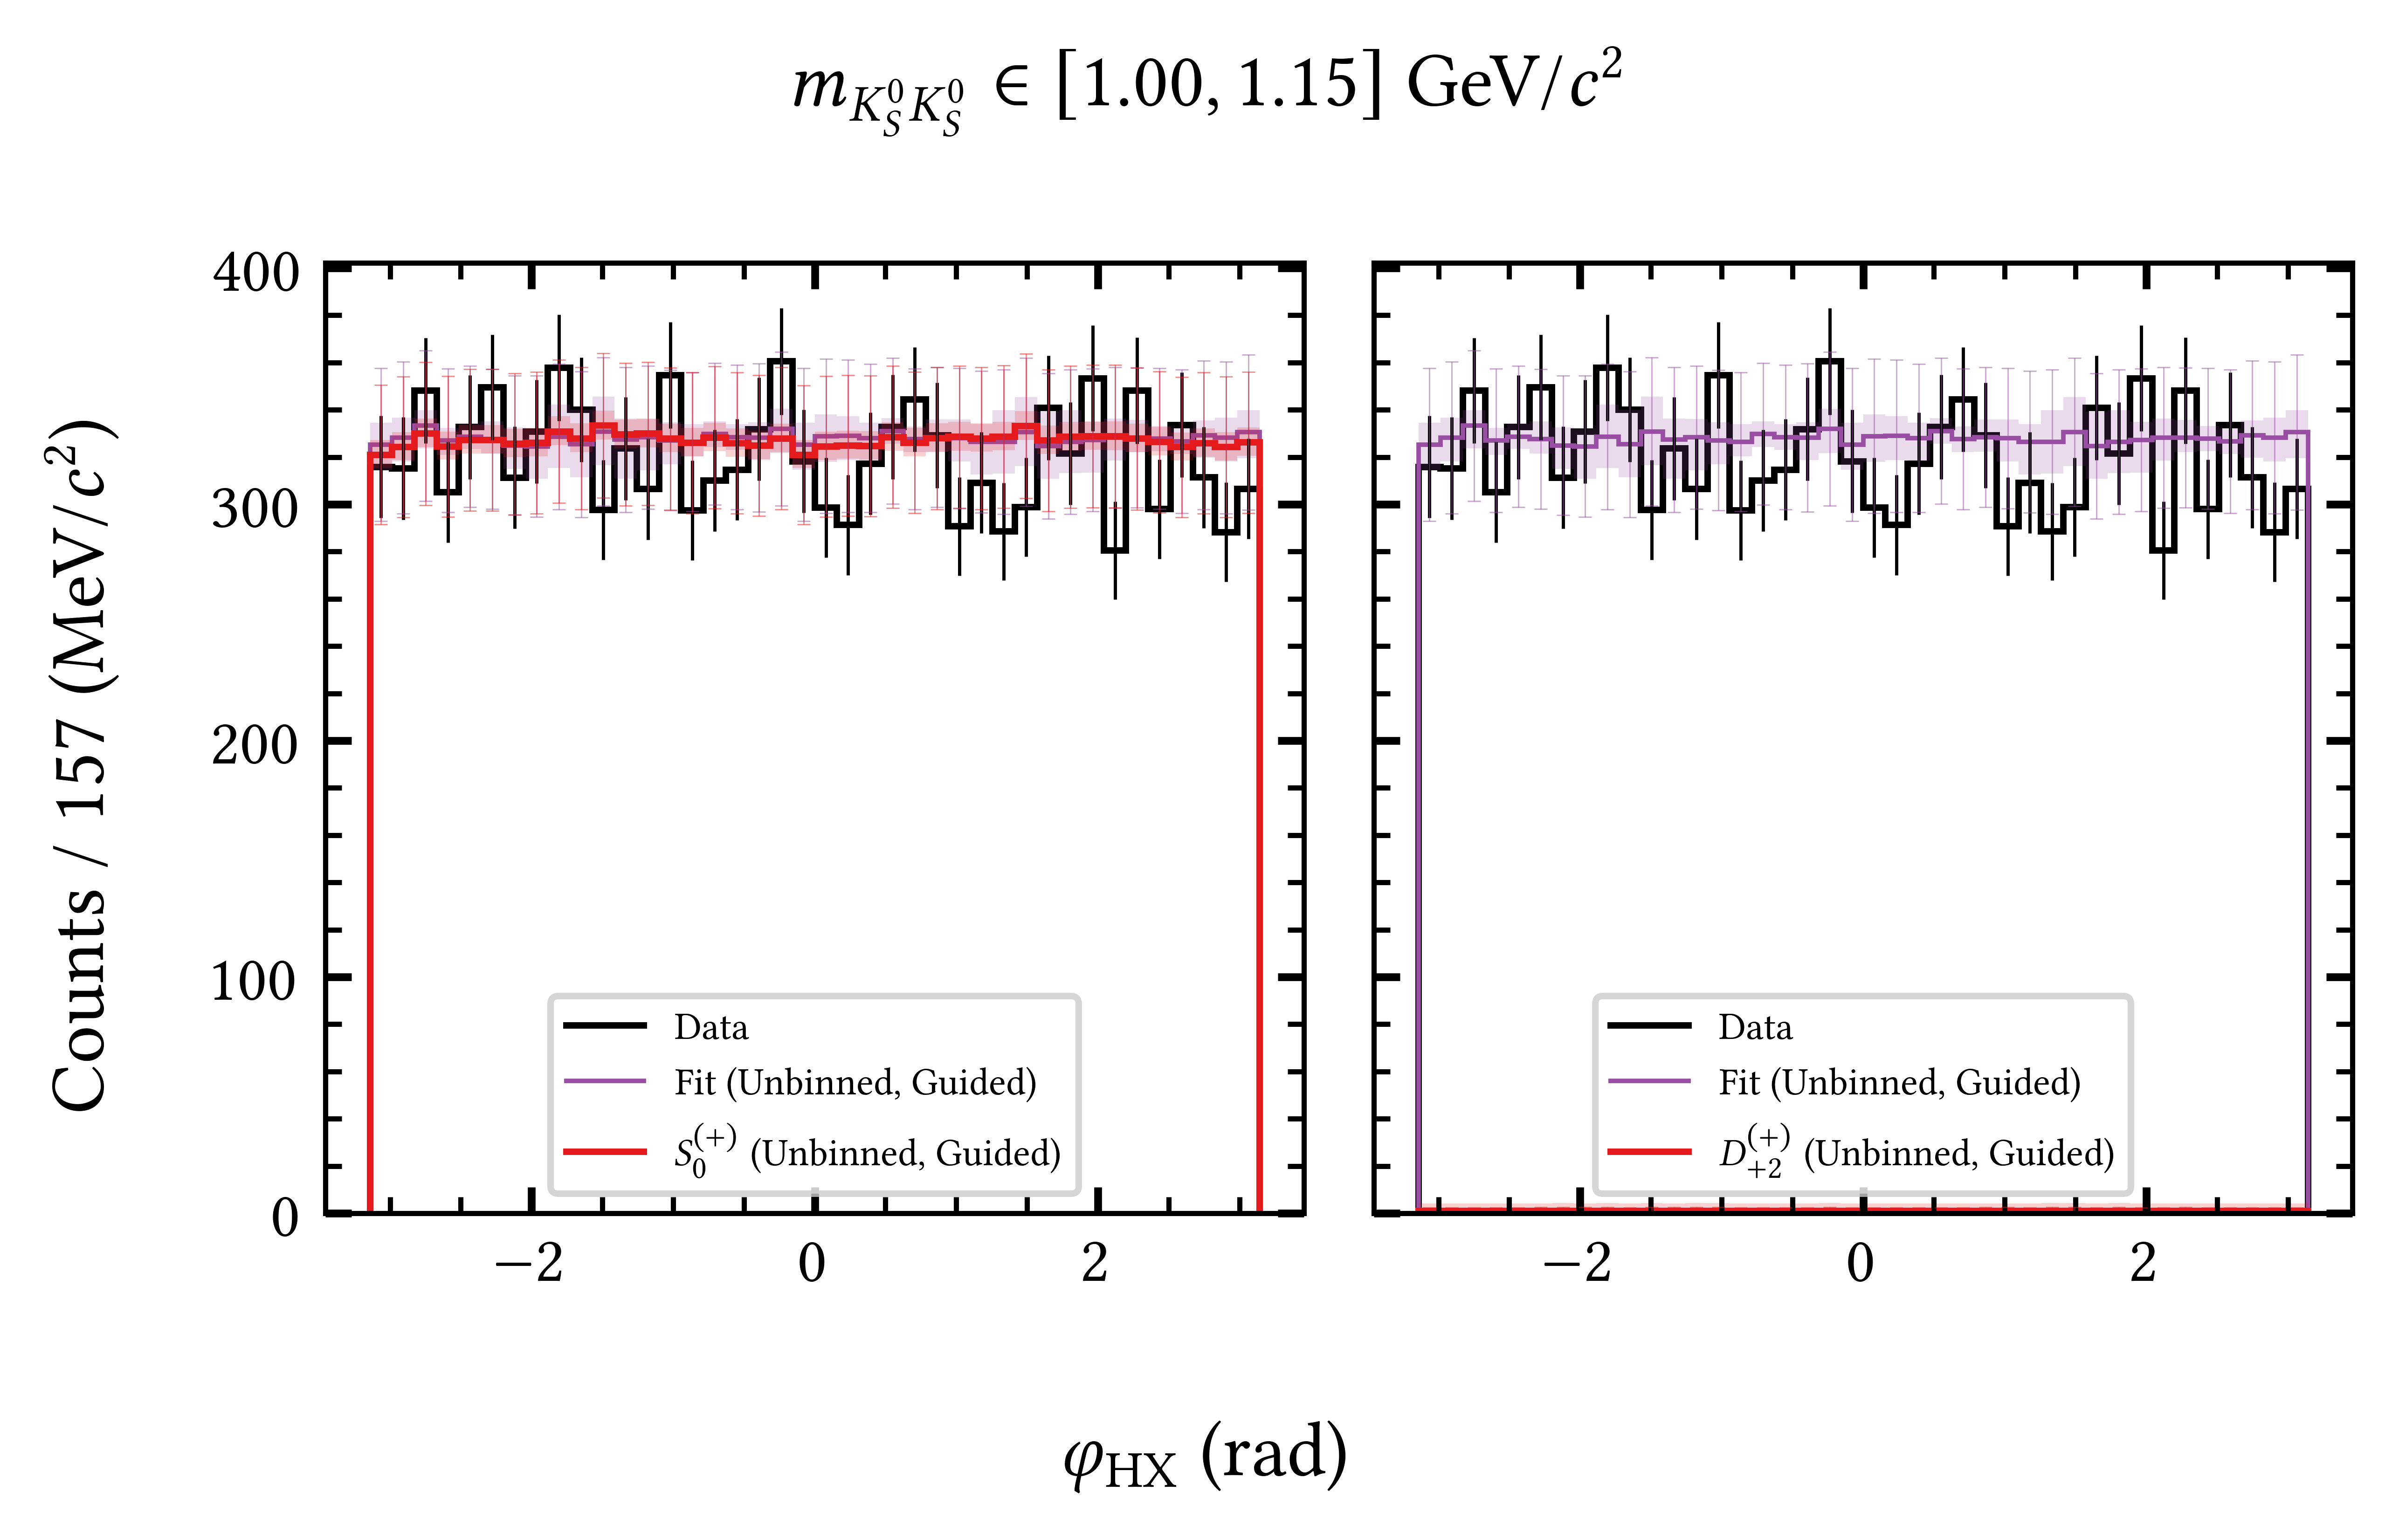 m_{K_S^0 K_S^0} ∈ [1.00, 1.15] GeV/c²
Counts / 157 (MeV/c²)
400
300
200
100
0
Data
Fit (Unbinned, Guided)
S_0^{(+)} (Unbinned, Guided)
−2 0 2
Data
Fit (Unbinned, Guided)
D_{+2}^{(+)} (Unbinned, Guided)
−2 0 2
φ_{HX} (rad)